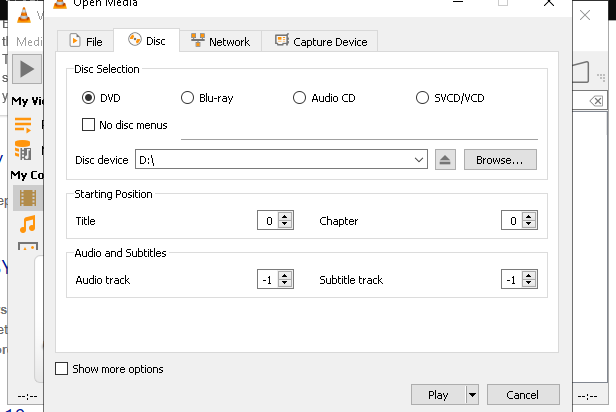 Open Media
Media
File
Disc
Network
Capture Device
Disc Selection
DVD
Blu-ray
Audio CD
SVCD/VCD
No disc menus
Disc device
D:\
Browse...
Starting Position
Title
0
Chapter
0
Audio and Subtitles
Audio track
-1
Subtitle track
-1
Show more options
Play
Cancel
My Vi
My Co
--:--
--:--